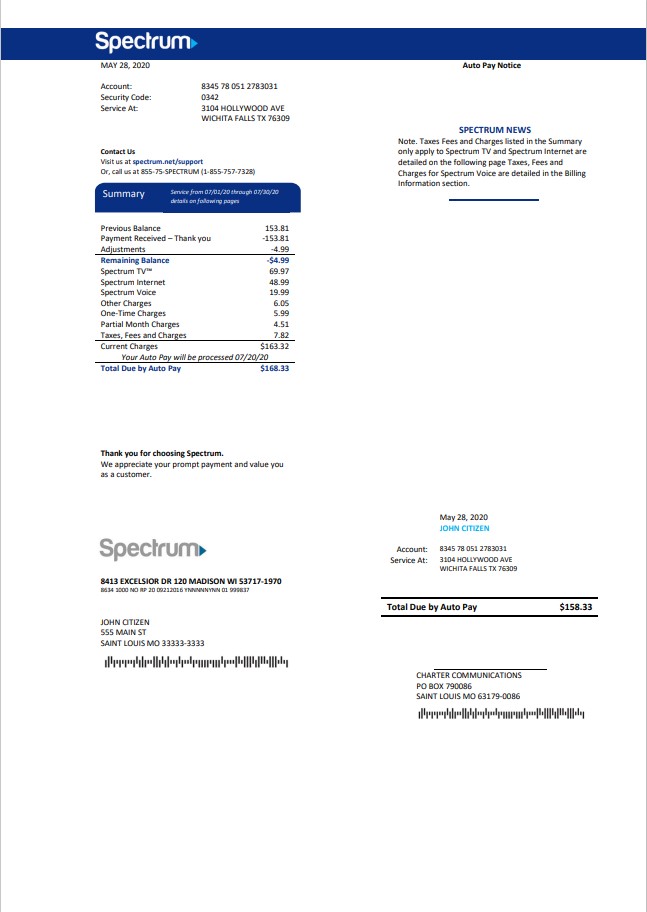 Spectrum
MAY 28, 2020
Auto Pay Notice
Account: 8345 78 051 2783031
Security Code: 0342
Service At: 3104 HOLLYWOOD AVE
WICHITA FALLS TX 76309
SPECTRUM NEWS
Note. Taxes Fees and Charges listed in the Summary
only apply to Spectrum TV and Spectrum Internet are
detailed on the following page Taxes, Fees and
Charges for Spectrum Voice are detailed in the Billing
Information section.
Contact Us
Visit us at spectrum.net/support
Or, call us at 855-75-SPECTRUM (1-855-757-7328)
Summary
Service from 07/01/20 through 07/30/20
details on following pages
Previous Balance 153.81
Payment Received – Thank you -153.81
Adjustments -4.99
Remaining Balance -$4.99
Spectrum TV™ 69.97
Spectrum Internet 48.99
Spectrum Voice 19.99
Other Charges 6.05
One-Time Charges 5.99
Partial Month Charges 4.51
Taxes, Fees and Charges 7.82
Current Charges $163.32
Your Auto Pay will be processed 07/20/20
Total Due by Auto Pay $168.33
Thank you for choosing Spectrum.
We appreciate your prompt payment and value you
as a customer.
May 28, 2020
JOHN CITIZEN
Spectrum
Account: 8345 78 051 2783031
Service At: 3104 HOLLYWOOD AVE
WICHITA FALLS TX 76309
8413 EXCELSIOR DR 120 MADISON WI 53717-1970
8634 1000 NO RP 20 09212016 YNNNNNYNN 01 999837
Total Due by Auto Pay $158.33
JOHN CITIZEN
555 MAIN ST
SAINT LOUIS MO 33333-3333
CHARTER COMMUNICATIONS
PO BOX 790086
SAINT LOUIS MO 63179-0086